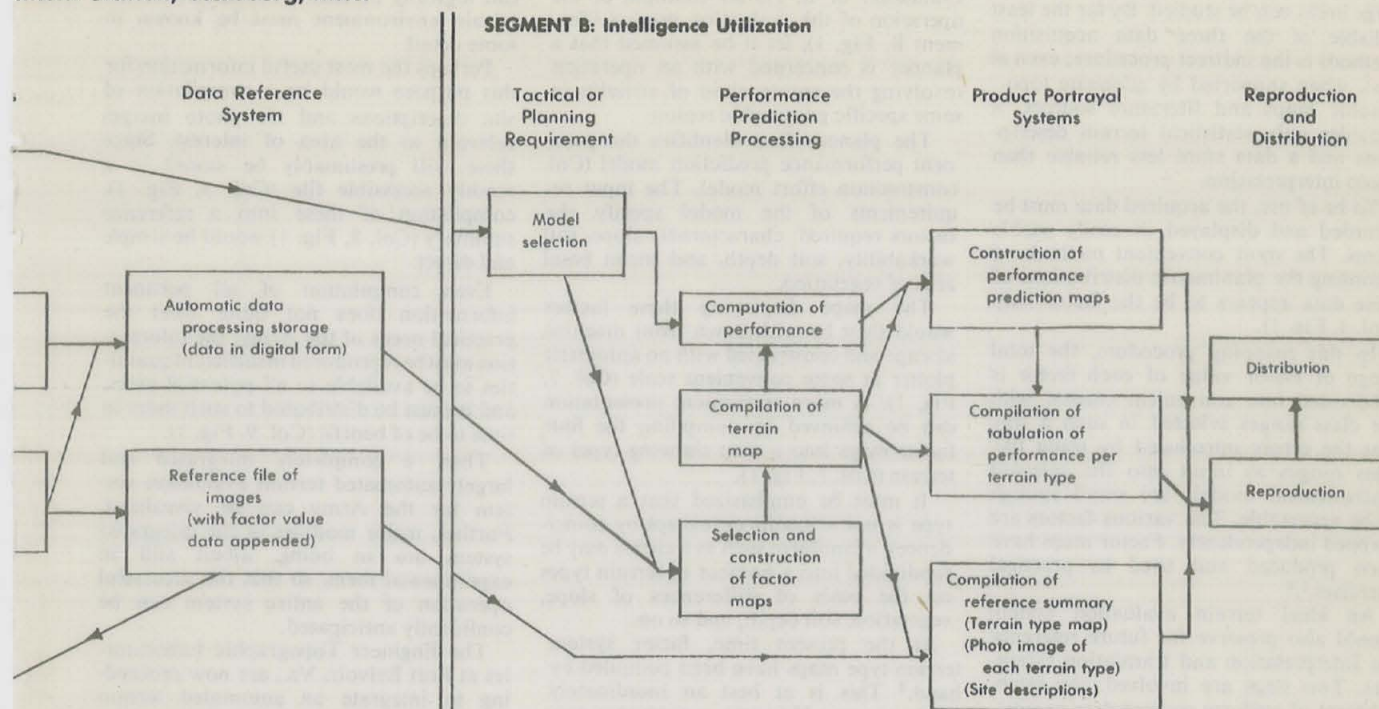 SEGMENT B: Intelligence Utilization
Data Reference
System
Tactical or
Planning
Requirement
Performance
Prediction
Processing
Product-Portrayal
Systems
Reproduction
and
Distribution
Model
selection
Automatic data
processing storage
(data in digital form)
Reference file of
images
(with factor value
data appended)
Computation of
performance
Compilation of
terrain
map
Selection and
construction
of factor
maps
Construction of
performance
prediction maps
Compilation of
tabulation of
performance per
terrain type
Compilation of
reference summary
(Terrain type map)
(Photo image of
each terrain type)
(Site descriptions)
Distribution
Reproduction